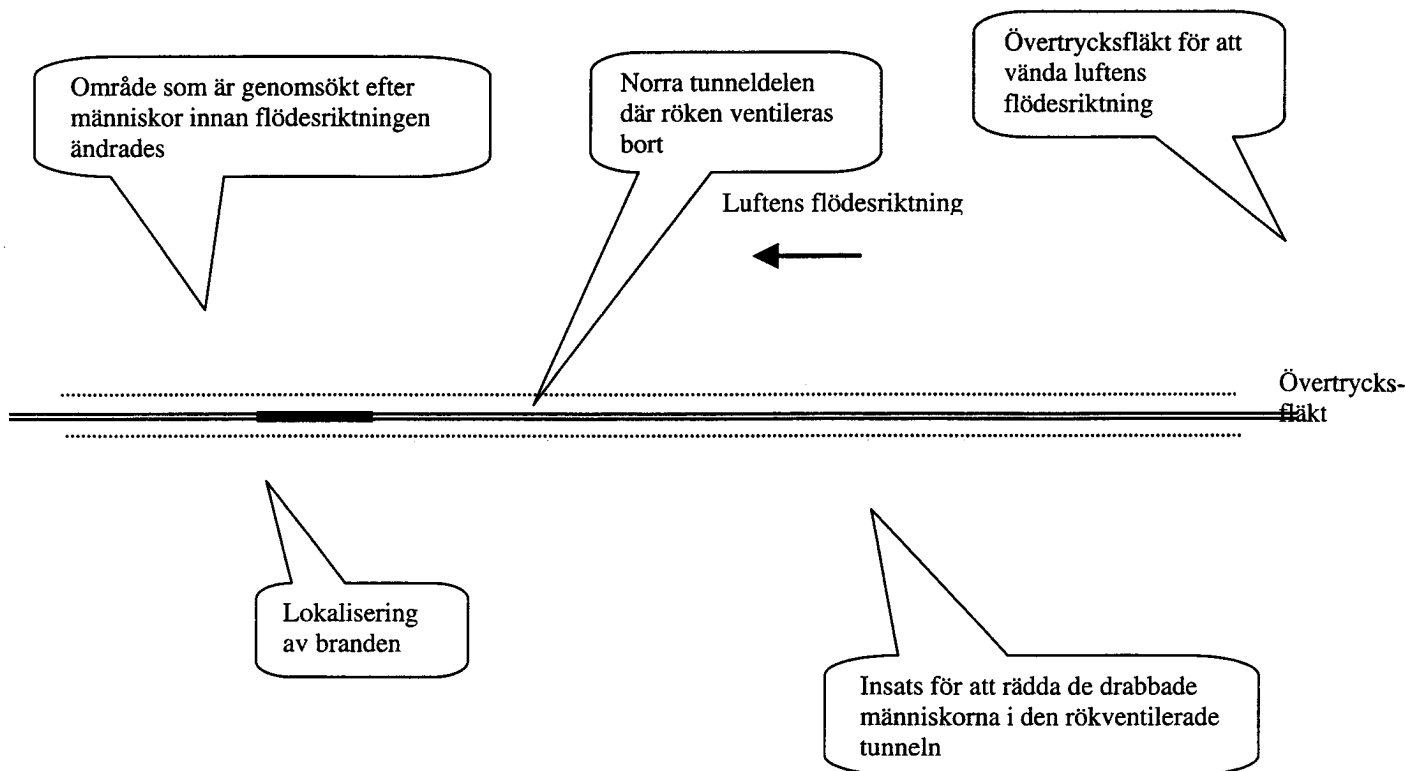 Område som är genomsökt efter
människor innan flödesriktningen
ändrades
Norra tunneldelen
där röken ventileras
bort
Övertrycksfläkt för att
vända luftens
flödesriktning
Luftens flödesriktning
Övertrycks-
fläkt
Lokalisering
av branden
Insats för att rädda de drabbade
människorna i den rökventilerade
tunneln